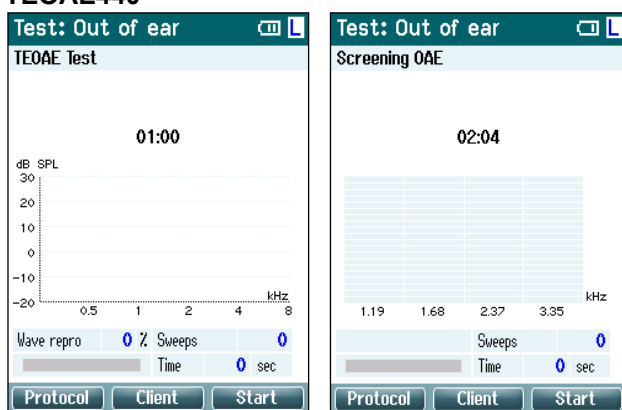 TEOAE440
Test: Out of ear L
TEOAE Test
01:00
dB SPL
30
20
10
0
-10
-20
kHz
0.5 1 2 4 8
Wave repro 0 % Sweeps 0
Time 0 sec
Protocol Client Start
Test: Out of ear L
Screening OAE
02:04
kHz
1.19 1.68 2.37 3.35
Sweeps 0
Time 0 sec
Protocol Client Start